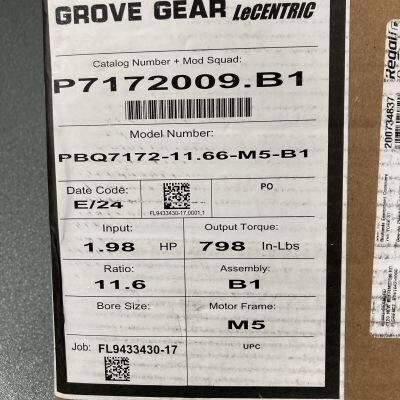 GROVE GEAR LeCENTRIC
Catalog Number + Mod Squad:
P7172009.B1
Model Number:
PBQ7172-11.66-M5-B1
Date Code:
E/24
FL9433430-17,0001,1
PO
Input:
1.98 HP
Output Torque:
798 In-Lbs
Ratio:
11.6
Assembly:
B1
Bore Size:
Motor Frame:
M5
Job: FL9433430-17
UPC
Regal
200734837